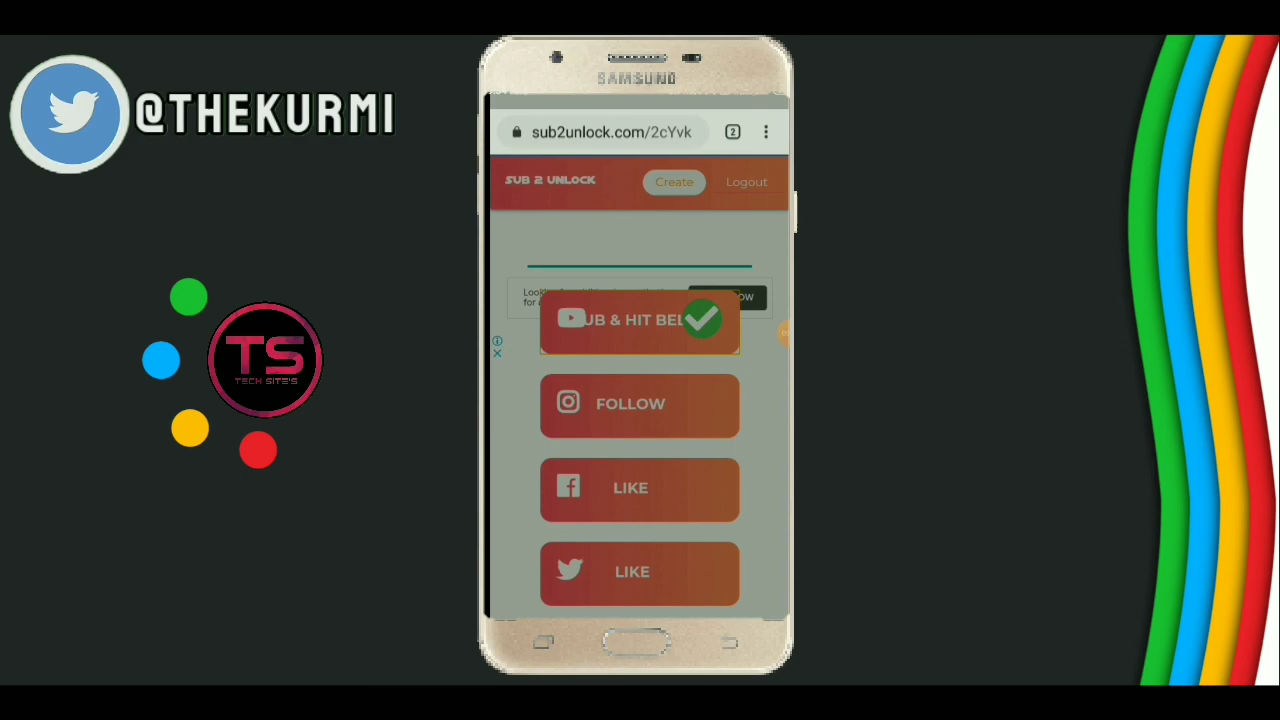 @THEKURMI
SAMSUNG
sub2unlock.com/2cYvk
2
SUB 2 UNLOCK
Create
Logout
UB & HIT BEL
FOLLOW
LIKE
LIKE
TS
TECH SITE'S